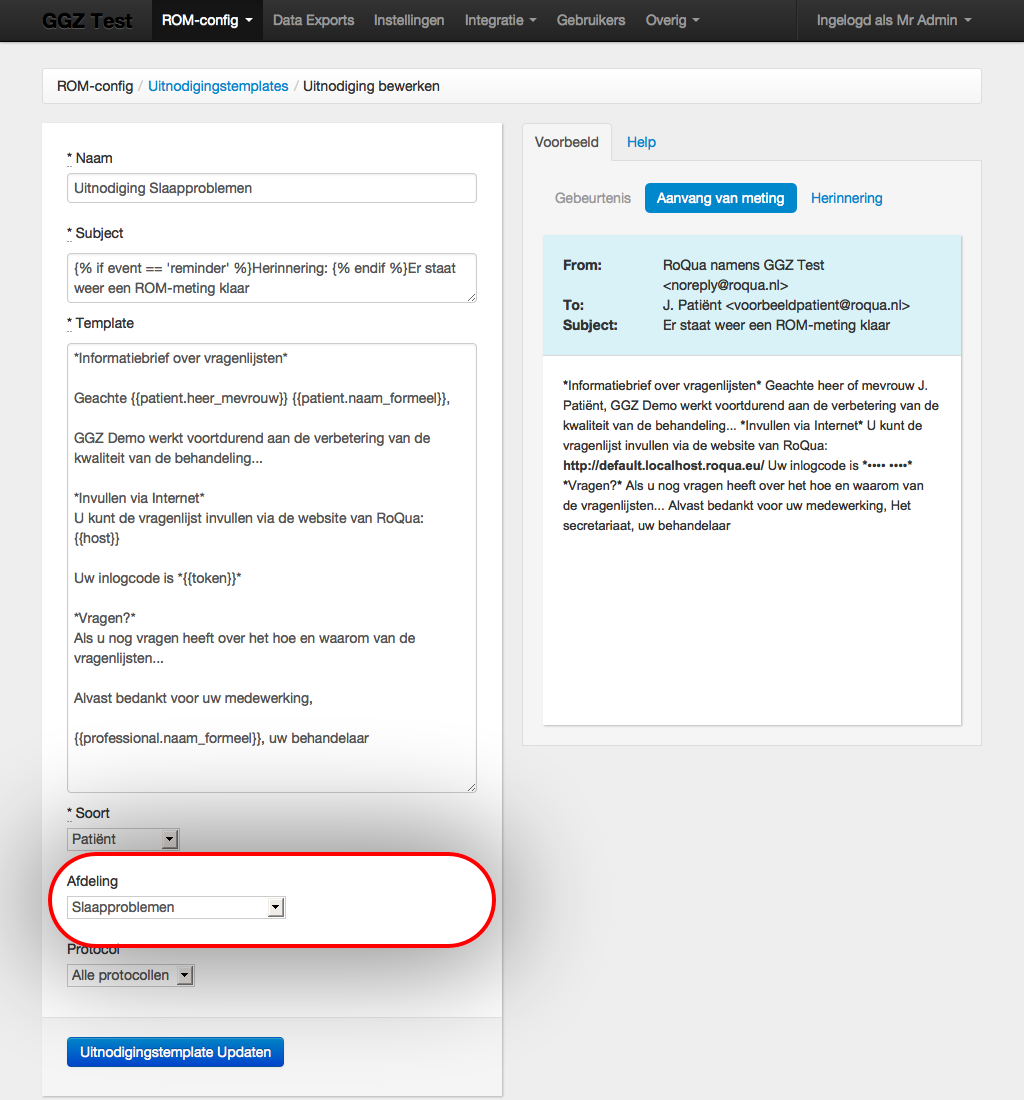 GGZ Test ROM-config Data Exports Instellingen Integratie Gebruikers Overig Ingelogd als Mr Admin
ROM-config / Uitnodigingstemplates / Uitnodiging bewerken
* Naam
Uitnodiging Slaapproblemen
* Subject
{% if event == 'reminder' %}Herinnering: {% endif %}Er staat
weer een ROM-meting klaar
* Template
*Informatiebrief over vragenlijsten*
Geachte {{patient.heer_mevrouw}} {{patient.naam_formeel}},
GGZ Demo werkt voortdurend aan de verbetering van de
kwaliteit van de behandeling...
*Invullen via Internet*
U kunt de vragenlijst invullen via de website van RoQua:
{{host}}
Uw inlogcode is *{{token}}*
*Vragen?*
Als u nog vragen heeft over het hoe en waarom van de
vragenlijsten...
Alvast bedankt voor uw medewerking,
{{professional.naam_formeel}}, uw behandelaar
* Soort
Patiënt
Afdeling
Slaapproblemen
Protocol
Alle protocollen
Uitnodigingstemplate Updaten
Voorbeeld Help
Gebeurtenis Aanvang van meting Herinnering
From: RoQua namens GGZ Test
<noreply@roqua.nl>
To: J. Patiënt <voorbeeldpatient@roqua.nl>
Subject: Er staat weer een ROM-meting klaar
*Informatiebrief over vragenlijsten* Geachte heer of mevrouw J.
Patiënt, GGZ Demo werkt voortdurend aan de verbetering van de
kwaliteit van de behandeling... *Invullen via Internet* U kunt de
vragenlijst invullen via de website van RoQua:
http://default.localhost.roqua.eu/ Uw inlogcode is *•••• ••••*
*Vragen?* Als u nog vragen heeft over het hoe en waarom van
de vragenlijsten... Alvast bedankt voor uw medewerking, Het
secretariaat, uw behandelaar